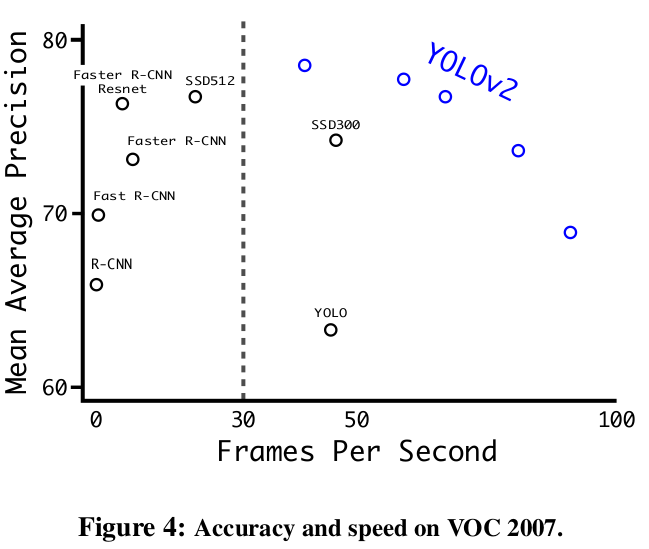 Mean Average Precision
80
70
60
Faster R-CNN
Resnet
SSD512
Faster R-CNN
Fast R-CNN
R-CNN
SSD300
YOLO
YOLOv2
0 30 50 100
Frames Per Second
Figure 4: Accuracy and speed on VOC 2007.